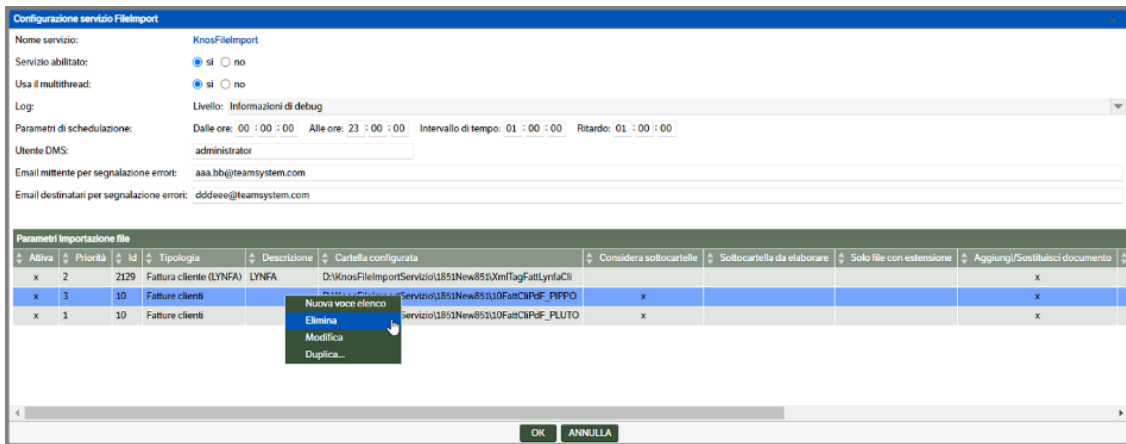 Configurazione servizio FileImport
Nome servizio: KnosFileImport
Servizio abilitato: sì no
Usa il multithread: sì no
Log: Livello: Informazioni di debug
Parametri di schedulazione: Dalle ore: 00 : 00 : 00 Alle ore: 23 : 00 : 00 Intervallo di tempo: 01 : 00 : 00 Ritardo: 01 : 00 : 00
Utente DMS: administrator
Email mittente per segnalazione errori: aaa.bb@teamsystem.com
Email destinatari per segnalazione errori: dddeee@teamsystem.com
Parametri Importazione file
Attiva Priorità Id Tipologia Descrizione Cartella configurata Considera sottocartelle Sottocartella da elaborare Solo file con estensione Aggiungi/Sostituisci documento
x 2 2129 Fattura cliente (LYNFA) LYNFA D:\KnosFileImportServizio\1851New851\XmlTagFattLynfaCli x
x 3 10 Fatture clienti D:\KnosFileImportServizio\1851New851\10FattCliPdF_PIPPO x x
Nuova voce elenco
x 1 10 Fatture clienti Servizio\1851New851\10FattCliPdF_PLUTO x x
Elimina
Modifica
Duplica...
OK ANNULLA